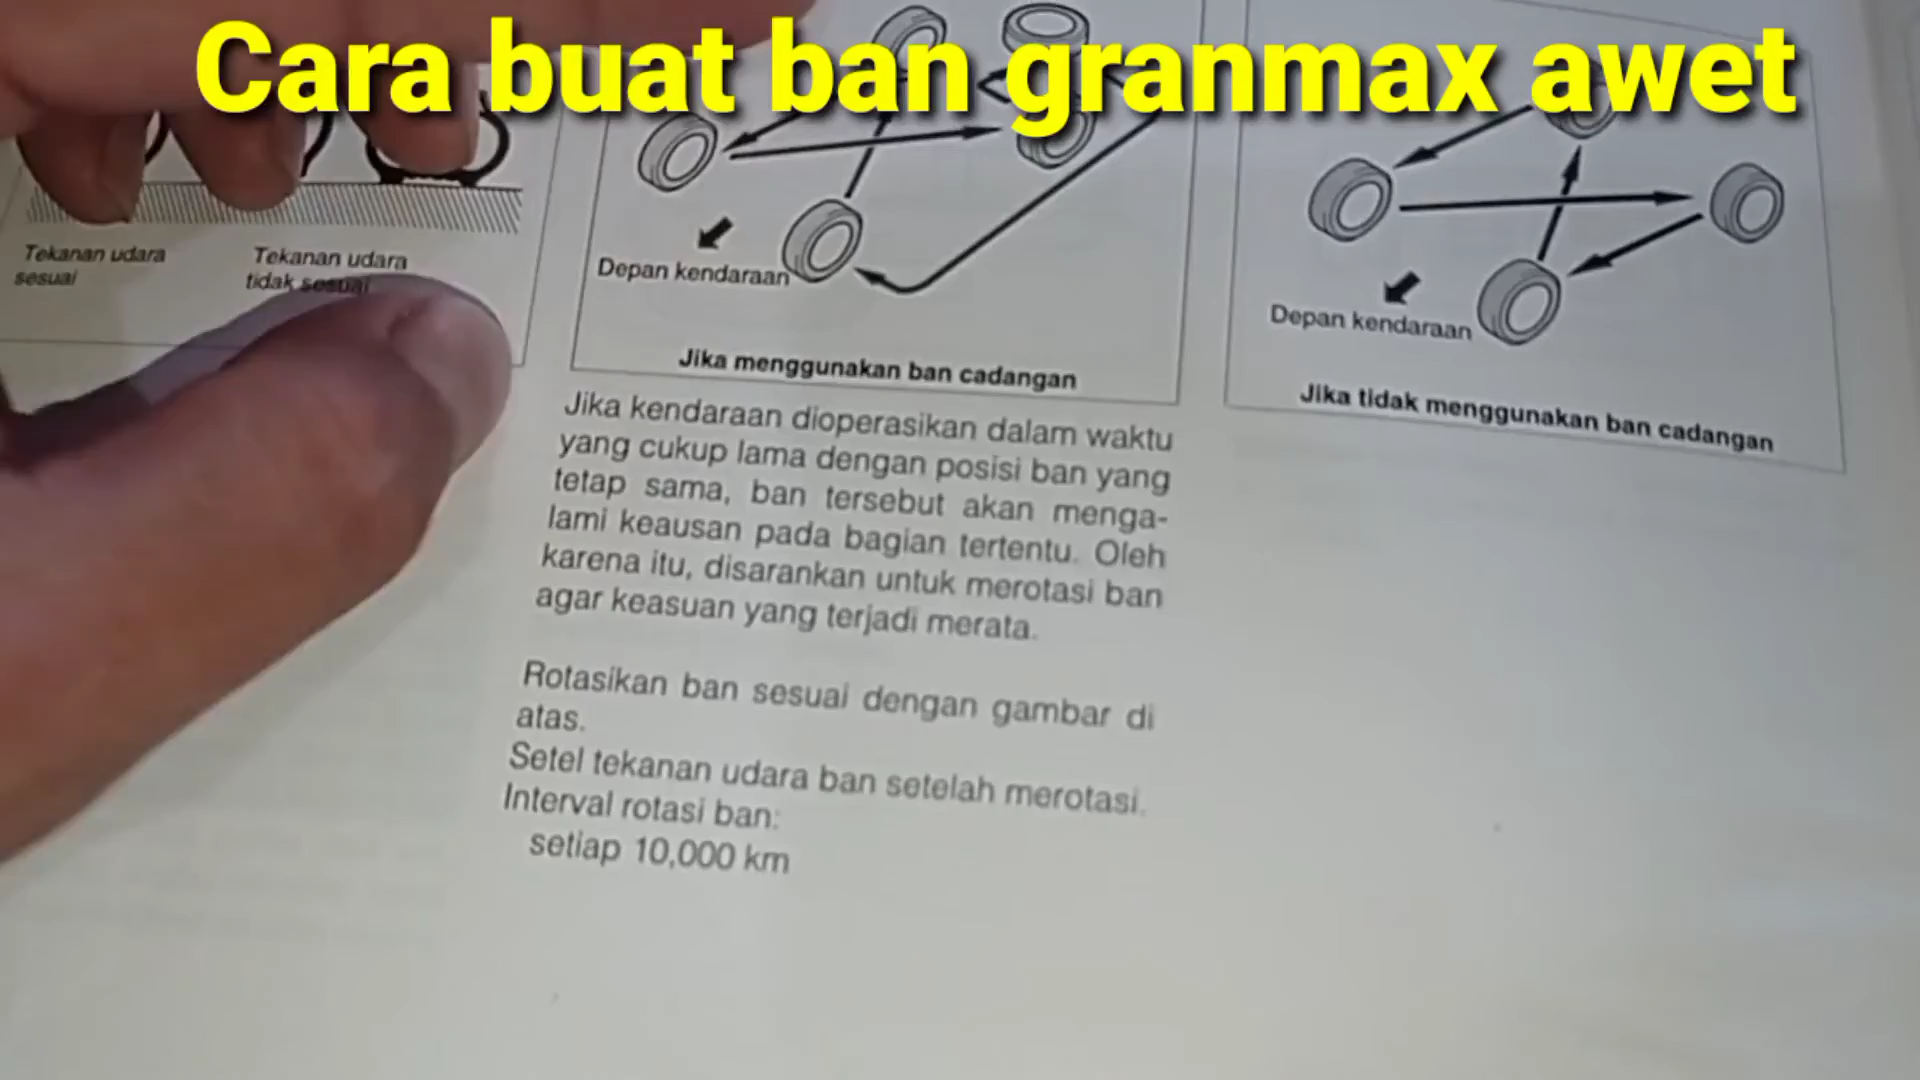 Cara buat ban granmax awet
Tekanan udara
sesuai
Tekanan udara
tidak sesuai
Depan kendaraan
Jika menggunakan ban cadangan
Depan kendaraan
Jika tidak menggunakan ban cadangan
Jika kendaraan dioperasikan dalam waktu
yang cukup lama dengan posisi ban yang
tetap sama, ban tersebut akan menga-
lami keausan pada bagian tertentu. Oleh
karena itu, disarankan untuk merotasi ban
agar keasuan yang terjadi merata.
Rotasikan ban sesuai dengan gambar di
atas.
Setel tekanan udara ban setelah merotasi.
Interval rotasi ban:
setiap 10,000 km